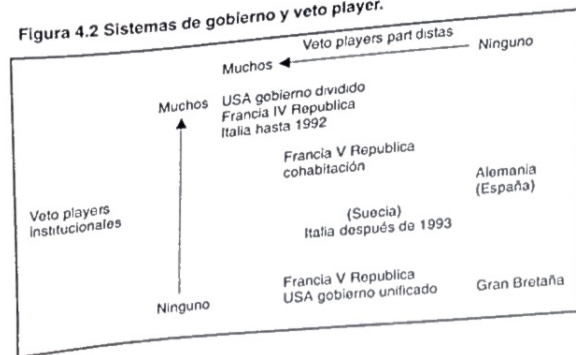 Figura 4.2 Sistemas de gobierno y veto player.
Veto players part distas
Muchos
Ninguno
Muchos
USA gobierno dividido
Francia IV Republica
Italia hasta 1992
Francia V Republica
cohabitación
Alemania
(España)
Veto players
institucionales
(Suecia)
Italia después de 1993
Francia V Republica
USA gobierno unificado
Gran Bretaña
Ninguno